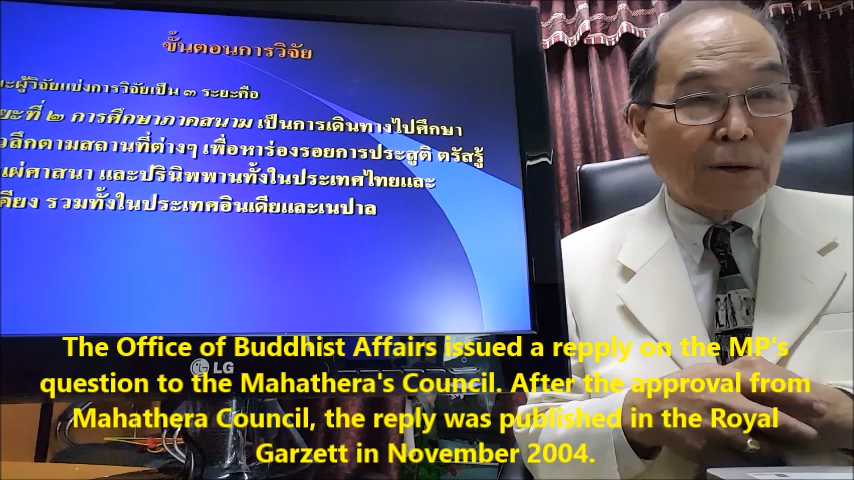 ขั้นตอนการวิจัย
ะผู้วิจัยแบ่งการวิจัยเป็น ๓ ระยะคือ
ยะที่ ๒ การศึกษาภาคสนาม เป็นการเดินทางไปศึกษา
วลึกตามสถานที่ต่างๆ เพื่อหาร่องรอยการประสูติ ตรัสรู้
เผ่ศาสนา และปรินิพพานทั้งในประเทศไทยและ
คียง รวมทั้งในประเทศอินเดียและเนปาล
The Office of Buddhist Affairs issued a repply on the MP's
question to the Mahathera's Council. After the approval from
LG
Mahathera Council, the reply was published in the Royal
Garzett in November 2004.